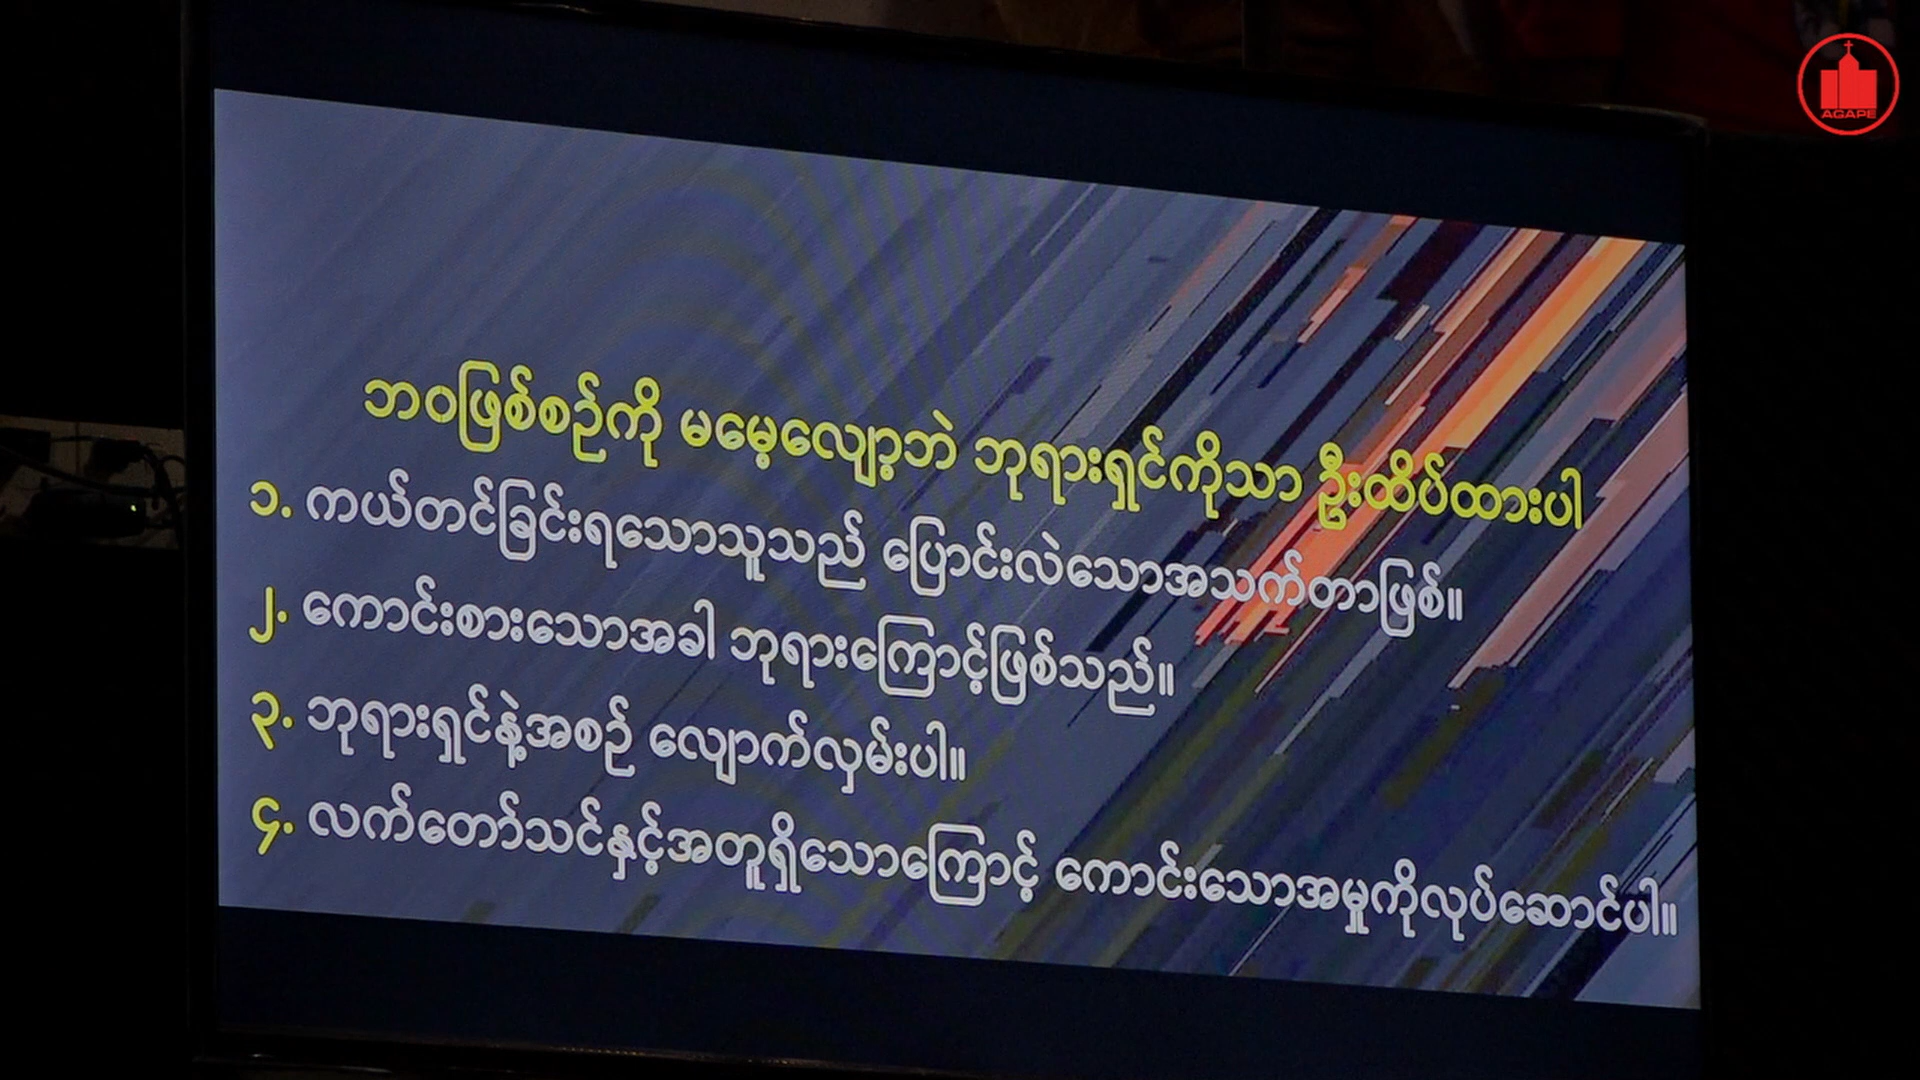 AGAPE
ဘဝဖြစ်စဉ်ကို မမေ့လျော့ဘဲ ဘုရားရှင်ကိုသာ ဦးထိပ်ထားပါ
၁. ကယ်တင်ခြင်းရသောသူသည် ပြောင်းလဲသောအသက်တာဖြစ်။
၂. ကောင်းစားသောအခါ ဘုရားကြောင့်ဖြစ်သည်။
၃. ဘုရားရှင်နဲ့အစဉ် လျှောက်လှမ်းပါ။
၄. လက်တော်သင်နှင့်အတူရှိသောကြောင့် ကောင်းသောအမှုကိုလုပ်ဆောင်ပါ။